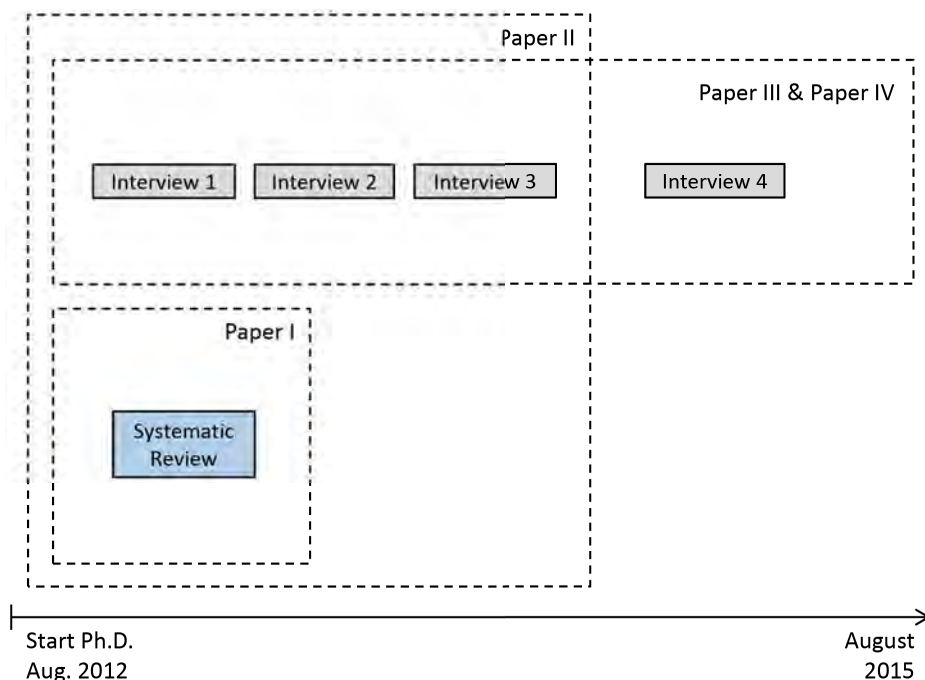 Paper II
Paper III & Paper IV
Interview 1
Interview 2
Interview 3
Interview 4
Paper I
Systematic
Review
Start Ph.D.
Aug. 2012
August
2015